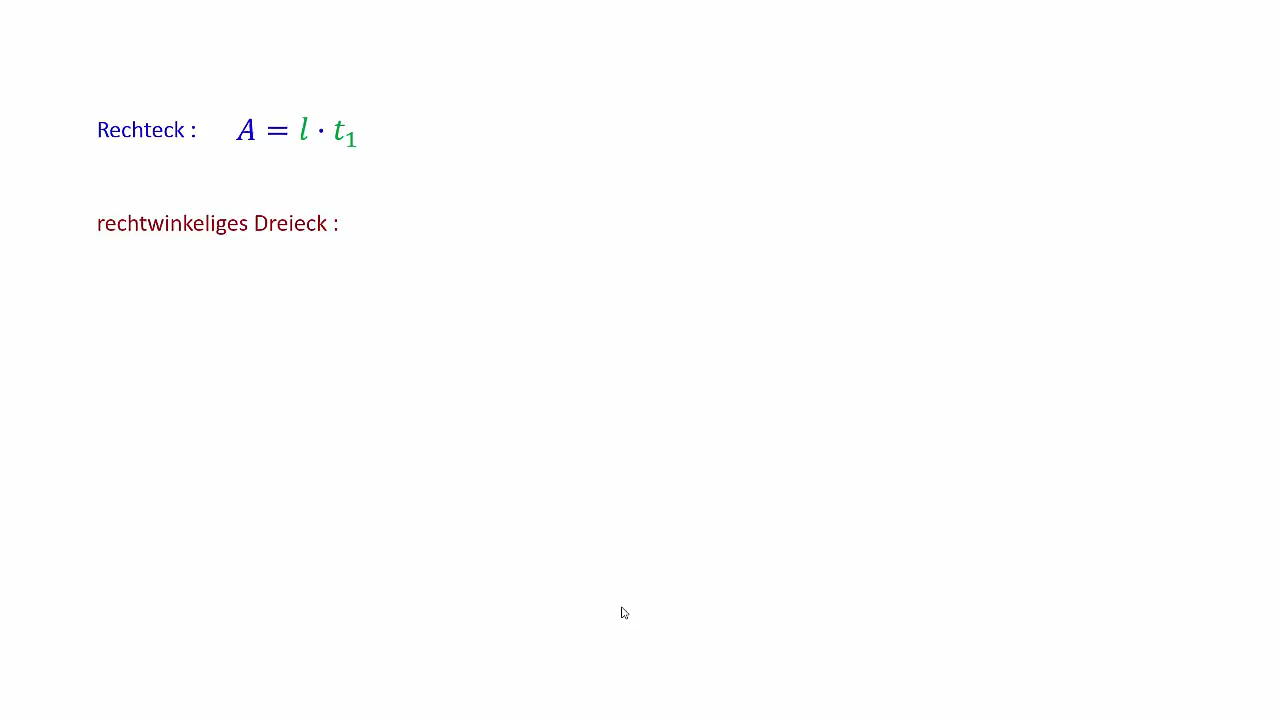 Rechteck : A = l · t₁
rechtwinkeliges Dreieck :